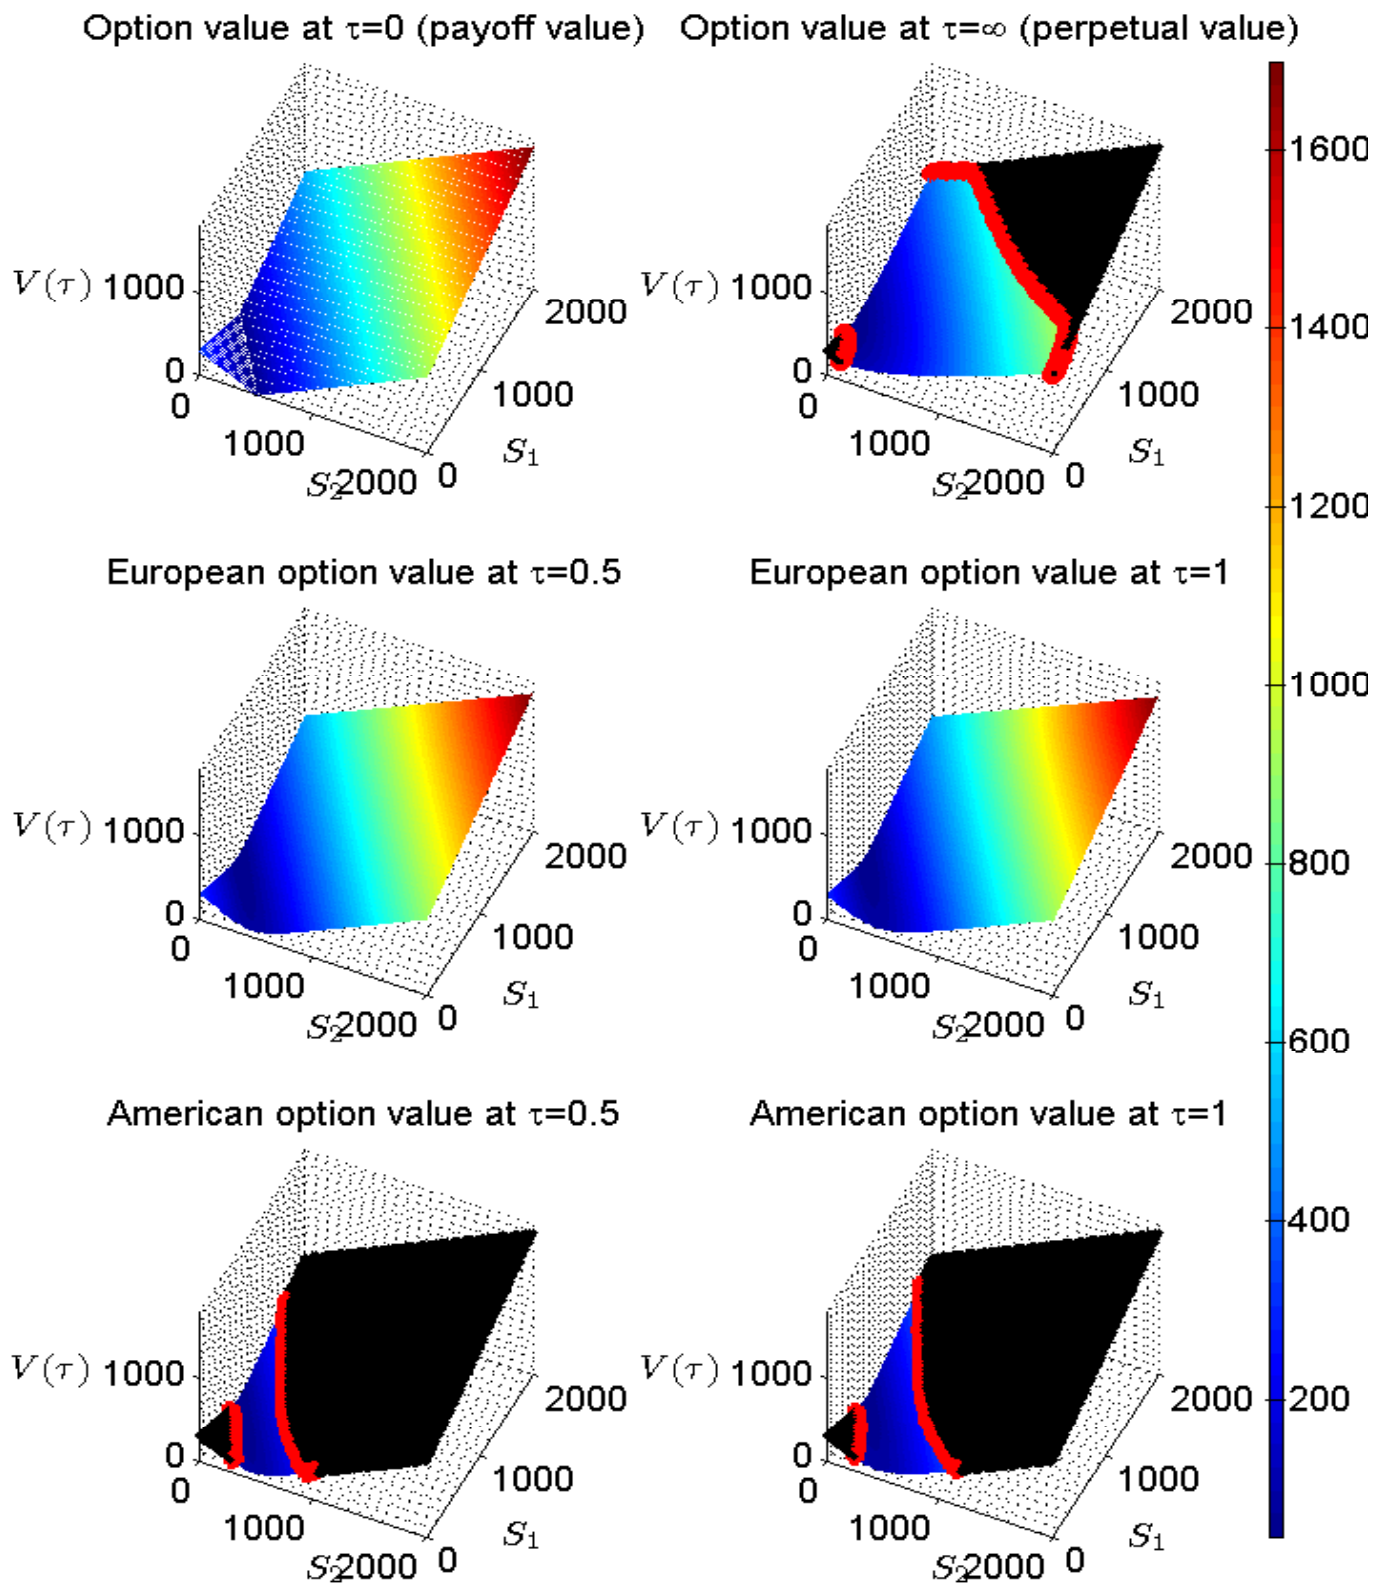 Option value at τ=0 (payoff value)
Option value at τ=∞ (perpetual value)
V(τ)
1000
0
0
1000
2000
S₂
0
1000
2000
S₁
V(τ)
1000
0
0
1000
2000
S₂
0
1000
2000
S₁
European option value at τ=0.5
European option value at τ=1
V(τ)
1000
0
0
1000
2000
S₂
0
1000
2000
S₁
V(τ)
1000
0
0
1000
2000
S₂
0
1000
2000
S₁
American option value at τ=0.5
American option value at τ=1
V(τ)
1000
0
0
1000
2000
S₂
0
1000
2000
S₁
V(τ)
1000
0
0
1000
2000
S₂
0
1000
2000
S₁
1600
1400
1200
1000
800
600
400
200